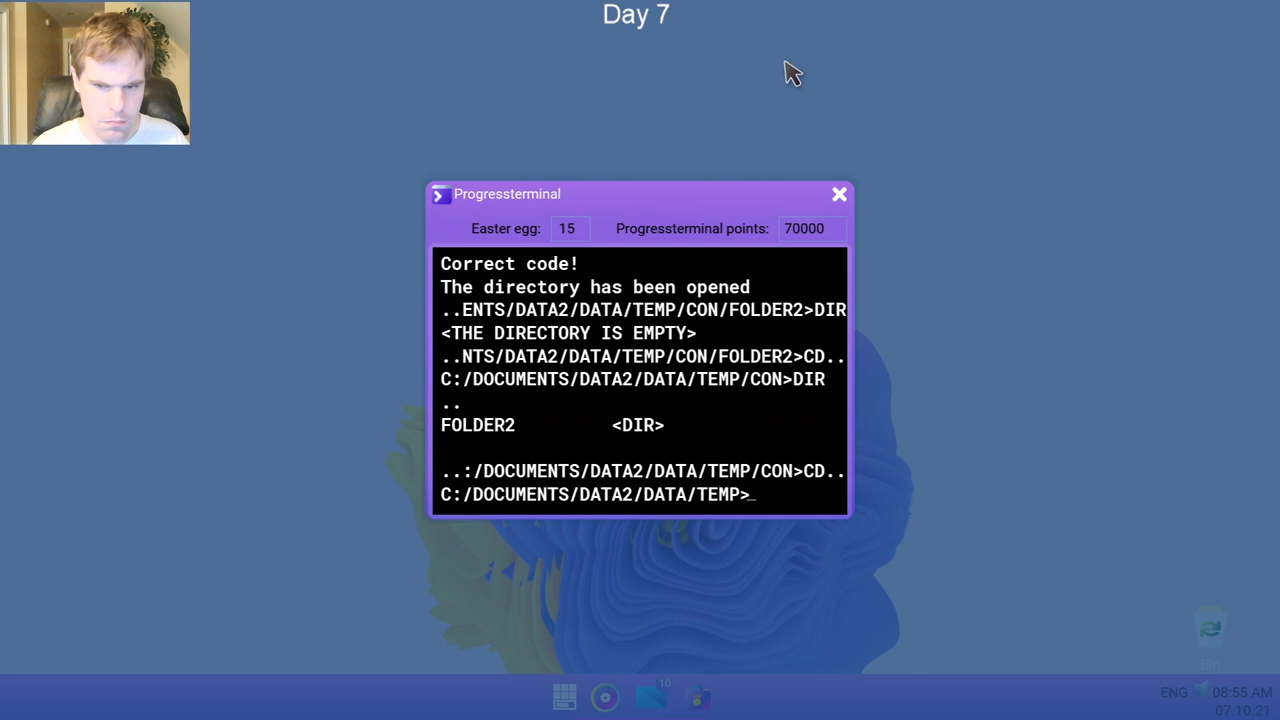 Day 7
Progressterminal
Easter egg: 15 Progressterminal points: 70000
Correct code!
The directory has been opened
..ENTS/DATA2/DATA/TEMP/CON/FOLDER2>DIR
<THE DIRECTORY IS EMPTY>
..NTS/DATA2/DATA/TEMP/CON/FOLDER2>CD..
C:/DOCUMENTS/DATA2/DATA/TEMP/CON>DIR
..
FOLDER2 <DIR>
..:/DOCUMENTS/DATA2/DATA/TEMP/CON>CD..
C:/DOCUMENTS/DATA2/DATA/TEMP>_
Bin
10
ENG 08:55 AM
07.10.21